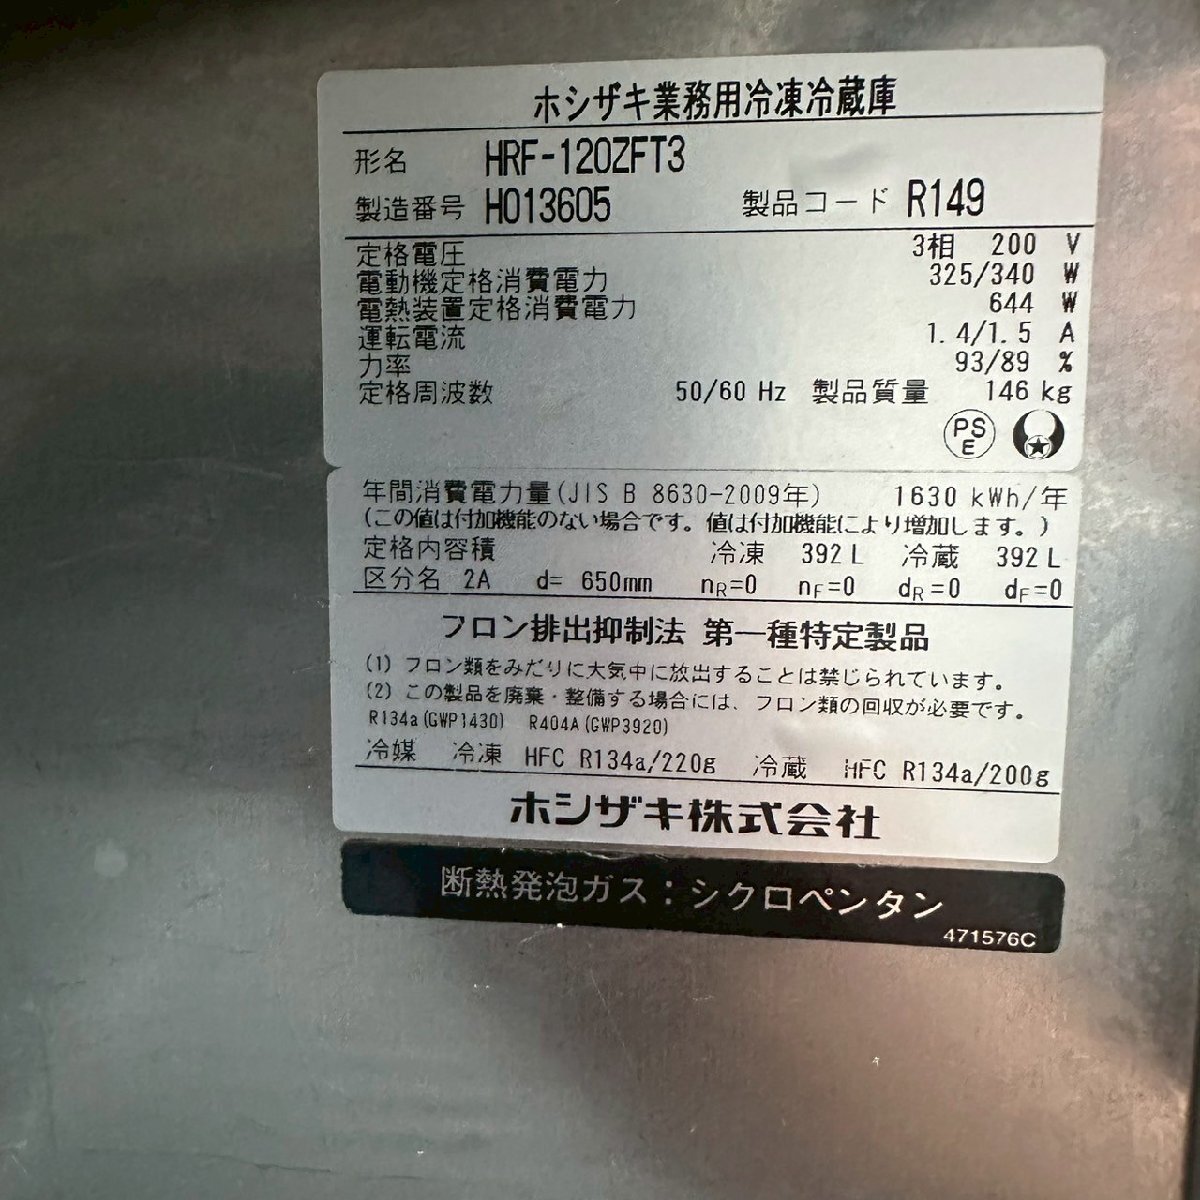 ホシザキ業務用冷凍冷蔵庫
形名 HRF-120ZFT3
製造番号 H013605 製品コード R149
定格電圧 3相 200 V
電動機定格消費電力 325/340 W
電熱装置定格消費電力 644 W
運転電流 1.4/1.5 A
力率 93/89 %
定格周波数 50/60 Hz 製品質量 146 kg
PS E
年間消費電力量(JIS B 8630-2009年) 1630 kWh/年
(この値は付加機能のない場合です。値は付加機能により増加します。)
定格内容積 冷凍 392 L 冷蔵 392 L
区分名 2A d= 650mm nR=0 nF=0 dR=0 dF=0
フロン排出抑制法 第一種特定製品
(1) フロン類をみだりに大気中に放出することは禁じられています。
(2) この製品を廃棄・整備する場合には、フロン類の回収が必要です。
R134a(GWP1430) R404A(GWP3920)
冷媒 冷凍 HFC R134a/220g 冷蔵 HFC R134a/200g
ホシザキ株式会社
断熱発泡ガス：シクロペンタン
471576C